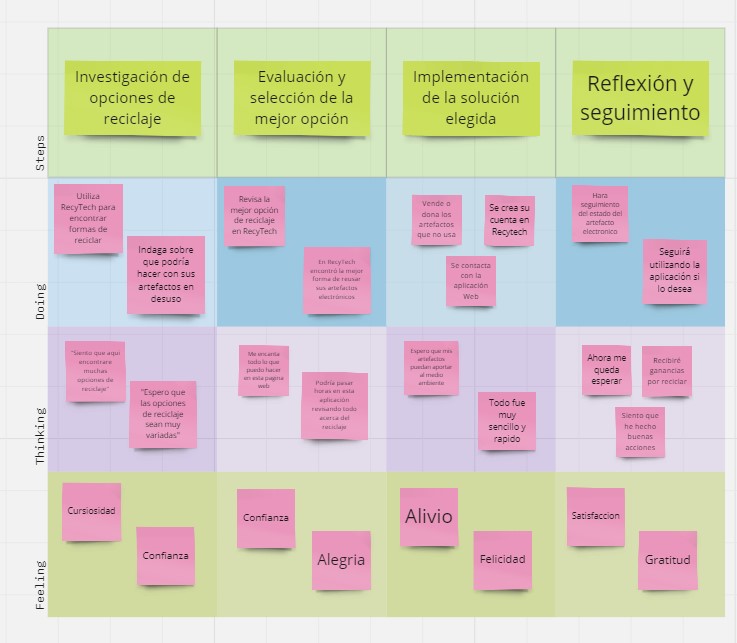 Steps
Investigación de
opciones de
reciclaje
Evaluación y
selección de la
mejor opción
Implementación
de la solución
elegida
Reflexión y
seguimiento
Doing
Utiliza
RecyTech para
encontrar
formas de
reciclar
Indaga sobre
que podría
hacer con sus
artefactos en
desuso
Revisa la
mejor opción
de reciclaje
en RecyTech
En RecyTech
encontró la mejor
forma de reusar
sus artefactos
electrónicos
Vende o
dona los
artefactos
que no usa
Se crea su
cuenta en
Recytech
Se contacta
con la
aplicación
Web
Hara
seguimiento
del estado del
artefacto
electronico
Seguirá
utilizando la
aplicación si
lo desea
Thinking
"Siento que aqui
encontrare
muchas
opciones de
reciclaje"
"Espero que
las opciones
de reciclaje
sean muy
variadas"
Me encanta
todo lo que
puedo hacer
en esta pagina
web
Podría pasar
horas en esta
aplicación
revisando todo
acerca del
reciclaje
Espero que mis
artefactos
puedan aportar
al medio
ambiente
Todo fue
muy
sencillo y
rapido
Ahora me
queda
esperar
Recibiré
ganancias
por reciclar
Siento que
he hecho
buenas
acciones
Feeling
Cursiosidad
Confianza
Confianza
Alegria
Alivio
Felicidad
Satisfaccion
Gratitud